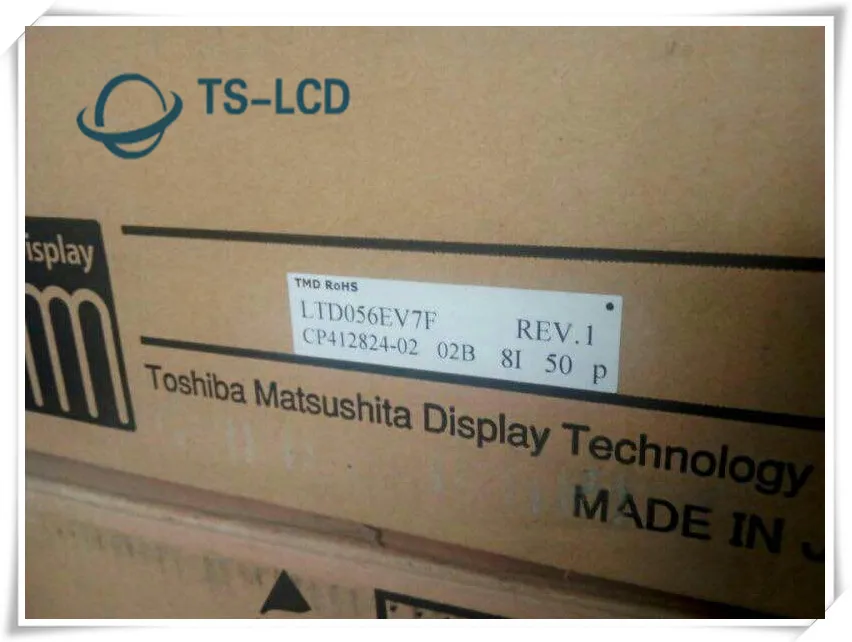 TS-LCD
isplay
TMD RoHS
LTD056EV7F REV.1
CP412824-02 02B 8I 50 p
Toshiba Matsushita Display Technology
MADE IN J